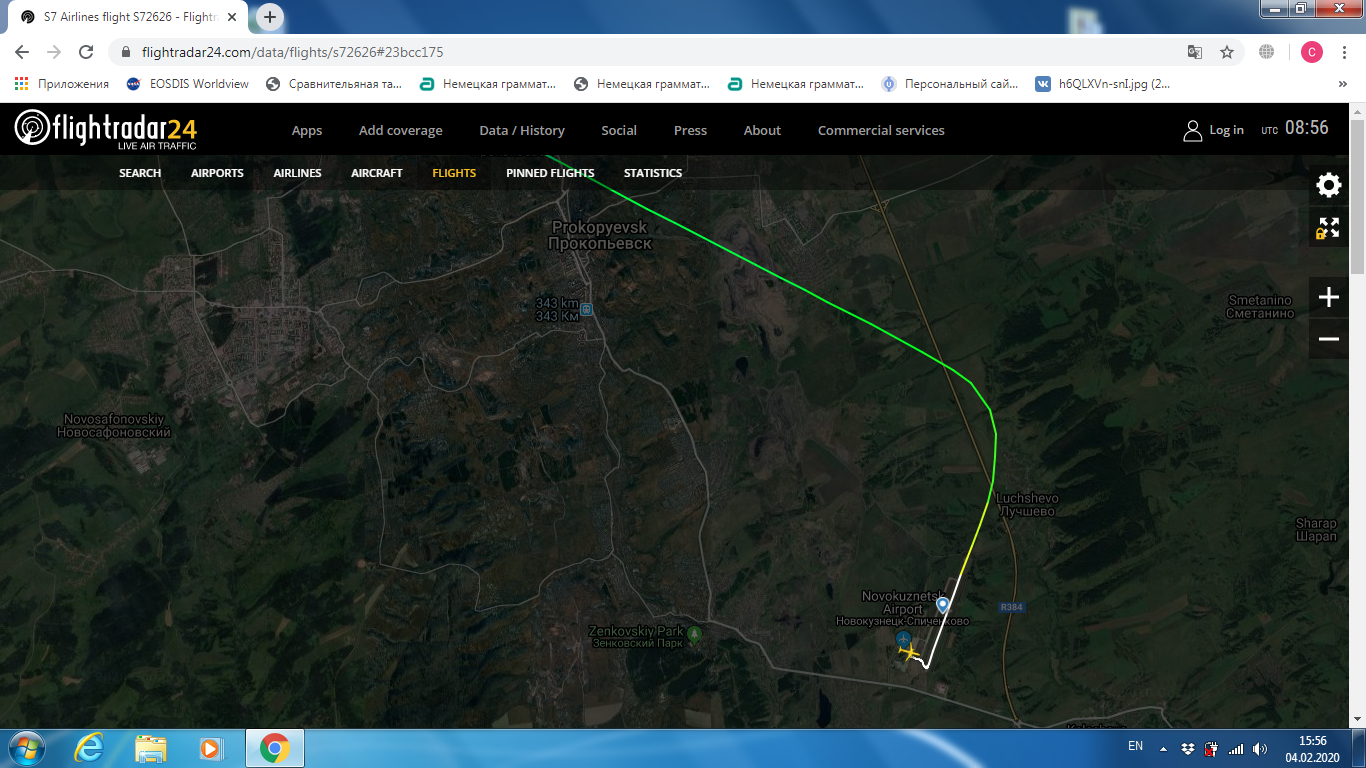 S7 Airlines flight S72626 - Flightr
flightradar24.com/data/flights/s72626#23bcc175
C
Приложения
EOSDIS Worldview
Сравнительяная та...
Немецкая граммат...
Немецкая граммат...
Немецкая граммат...
Персональный сай...
h6QLXVn-snI.jpg (2...
»
flightradar24
LIVE AIR TRAFFIC
Apps
Add coverage
Data / History
Social
Press
About
Commercial services
Log in
UTC 08:56
SEARCH
AIRPORTS
AIRLINES
AIRCRAFT
FLIGHTS
PINNED FLIGHTS
STATISTICS
Prokopyevsk
Прокопьевск
343 km
343 Км
Smetanino
Сметанино
Novosafonovskiy
Новосафоновский
Luchshevo
Лучшево
Sharap
Шарап
Novokuznetsk
Airport
Новокузнецк-Спиченково
R384
Zenkovskiy Park
Зенковский Парк
EN
15:56
04.02.2020